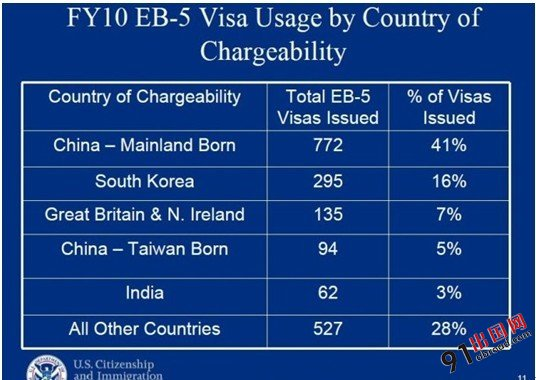 FY10 EB-5 Visa Usage by Country of
Chargeability
Country of Chargeability Total EB-5 Visas Issued % of Visas Issued
China – Mainland Born 772 41%
South Korea 295 16%
Great Britain & N. Ireland 135 7%
China – Taiwan Born 94 5%
India 62 3%
All Other Countries 527 28%
U.S. Citizenship
and Immigration
11
91出国网
abroad.com